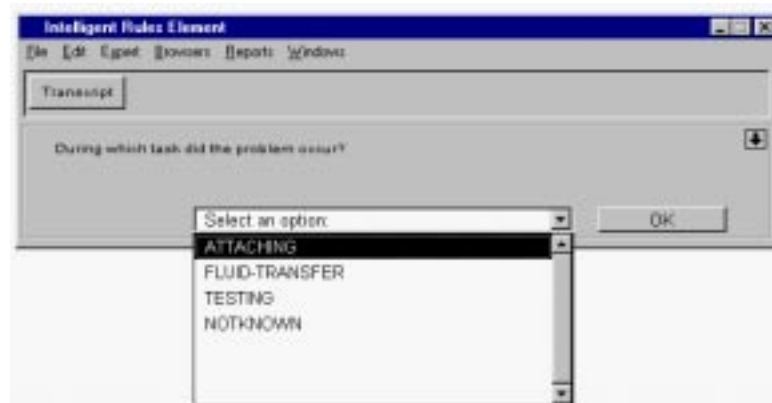 Intelligent Rules Element
File Edit Expert Browsers Reports Windows
Transcript
During which task did the problem occur?
Select an option:
OK
ATTACHING
FLUID-TRANSFER
TESTING
NOTKNOWN